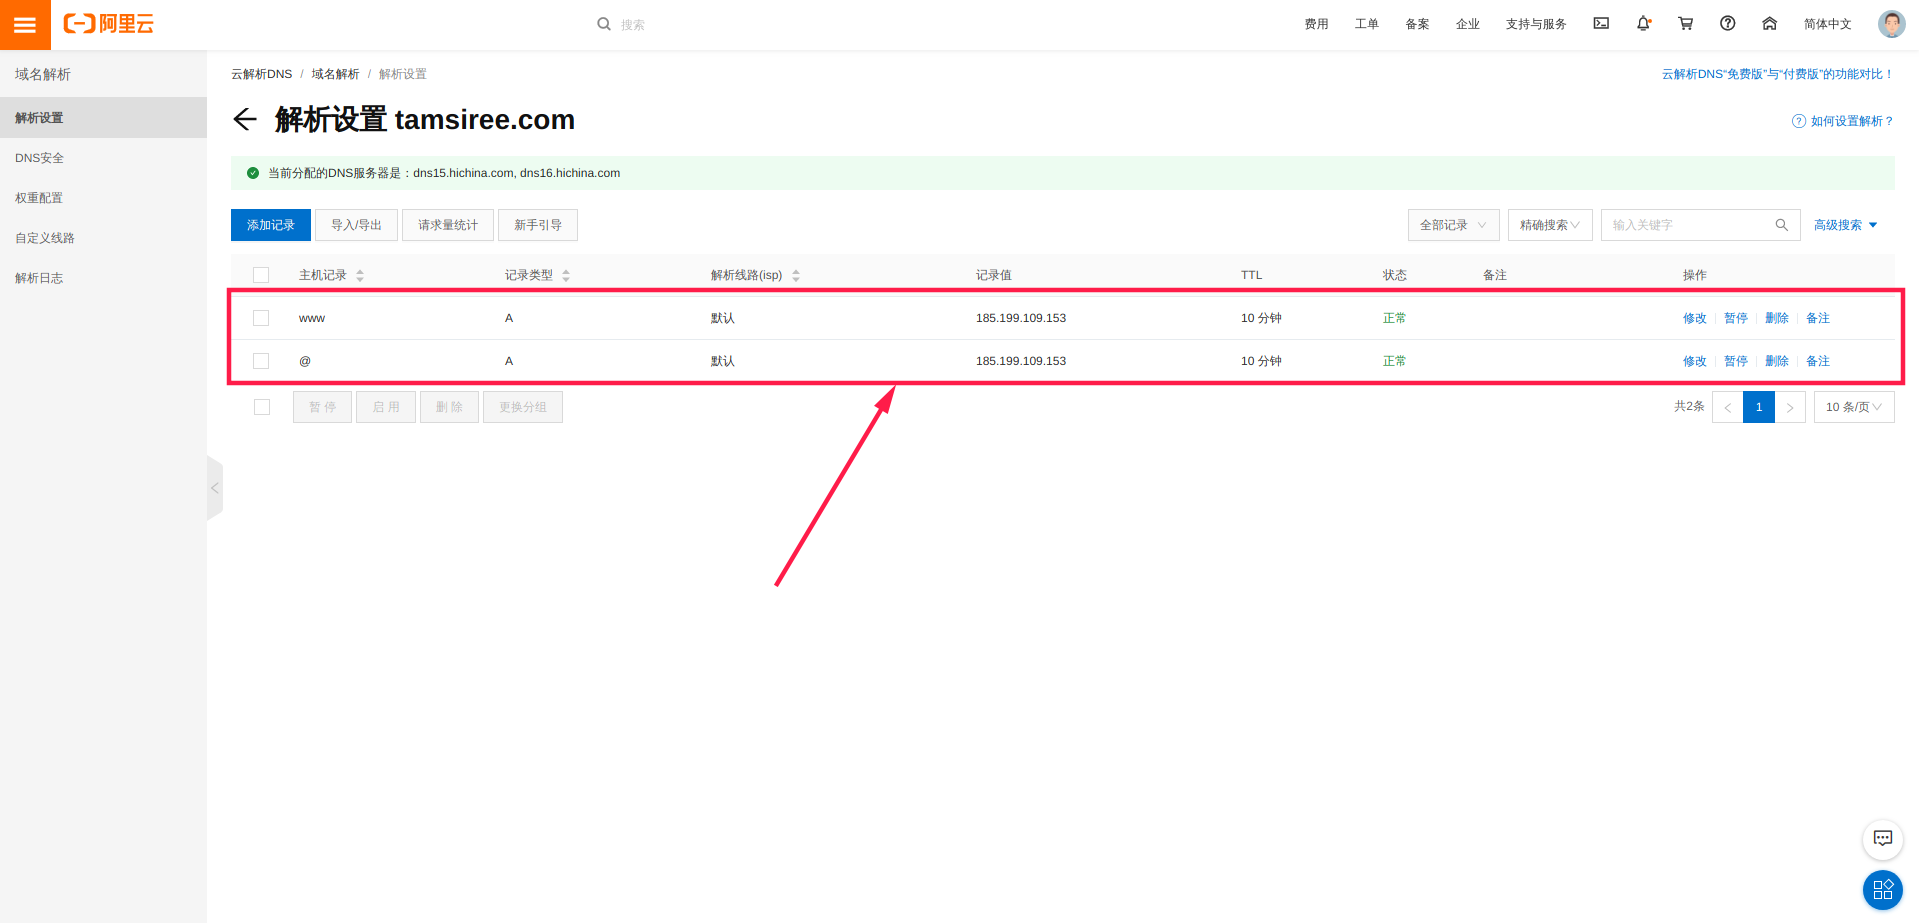 阿里云
搜索
费用 工单 备案 企业 支持与服务 简体中文
域名解析
解析设置
DNS安全
权重配置
自定义线路
解析日志
云解析DNS / 域名解析 / 解析设置
云解析DNS“免费版”与“付费版”的功能对比！
解析设置 tamsiree.com
如何设置解析？
当前分配的DNS服务器是：dns15.hichina.com, dns16.hichina.com
添加记录 导入/导出 请求量统计 新手引导 全部记录 精确搜索 输入关键字 高级搜索
主机记录 记录类型 解析线路(isp) 记录值 TTL 状态 备注 操作
www A 默认 185.199.109.153 10 分钟 正常 修改 暂停 删除 备注
@ A 默认 185.199.109.153 10 分钟 正常 修改 暂停 删除 备注
暂 停 启 用 删 除 更换分组 共2条 1 10 条/页